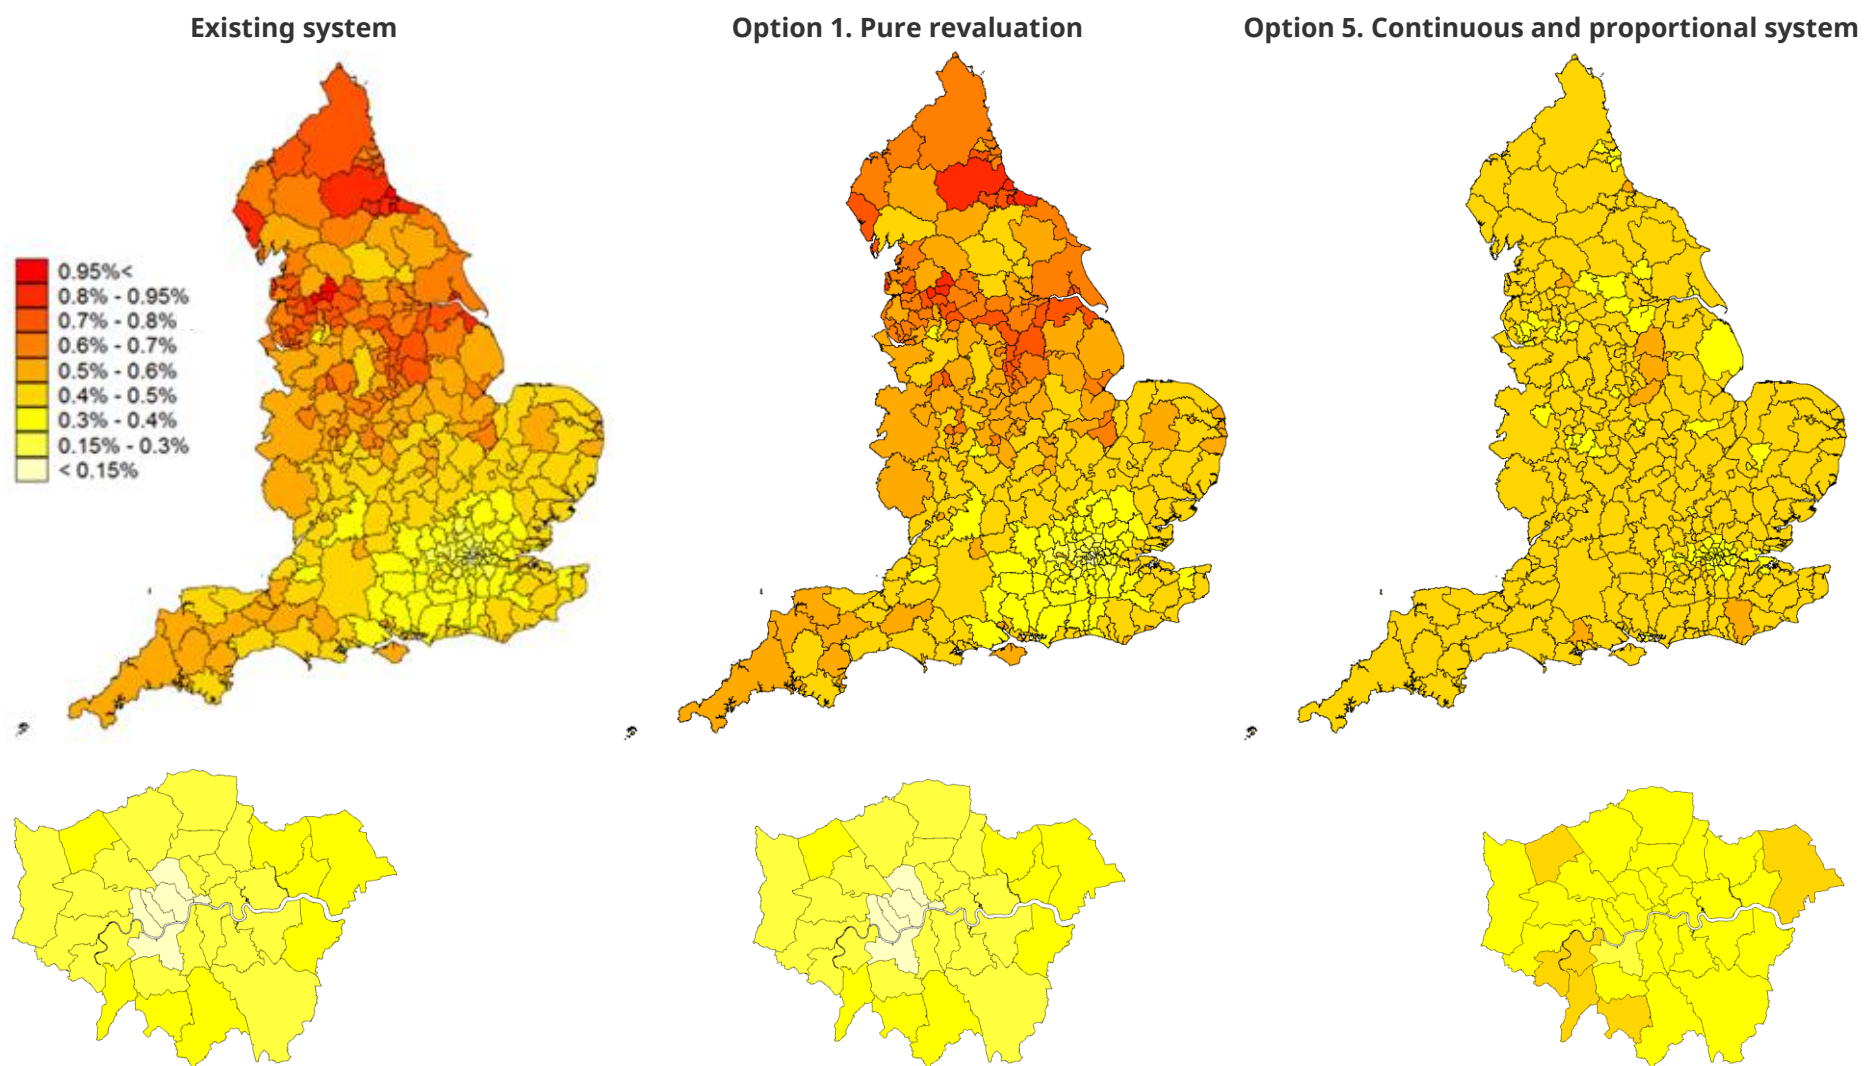 Existing system
Option 1. Pure revaluation
Option 5. Continuous and proportional system
0.95%<
0.8% - 0.95%
0.7% - 0.8%
0.6% - 0.7%
0.5% - 0.6%
0.4% - 0.5%
0.3% - 0.4%
0.15% - 0.3%
< 0.15%